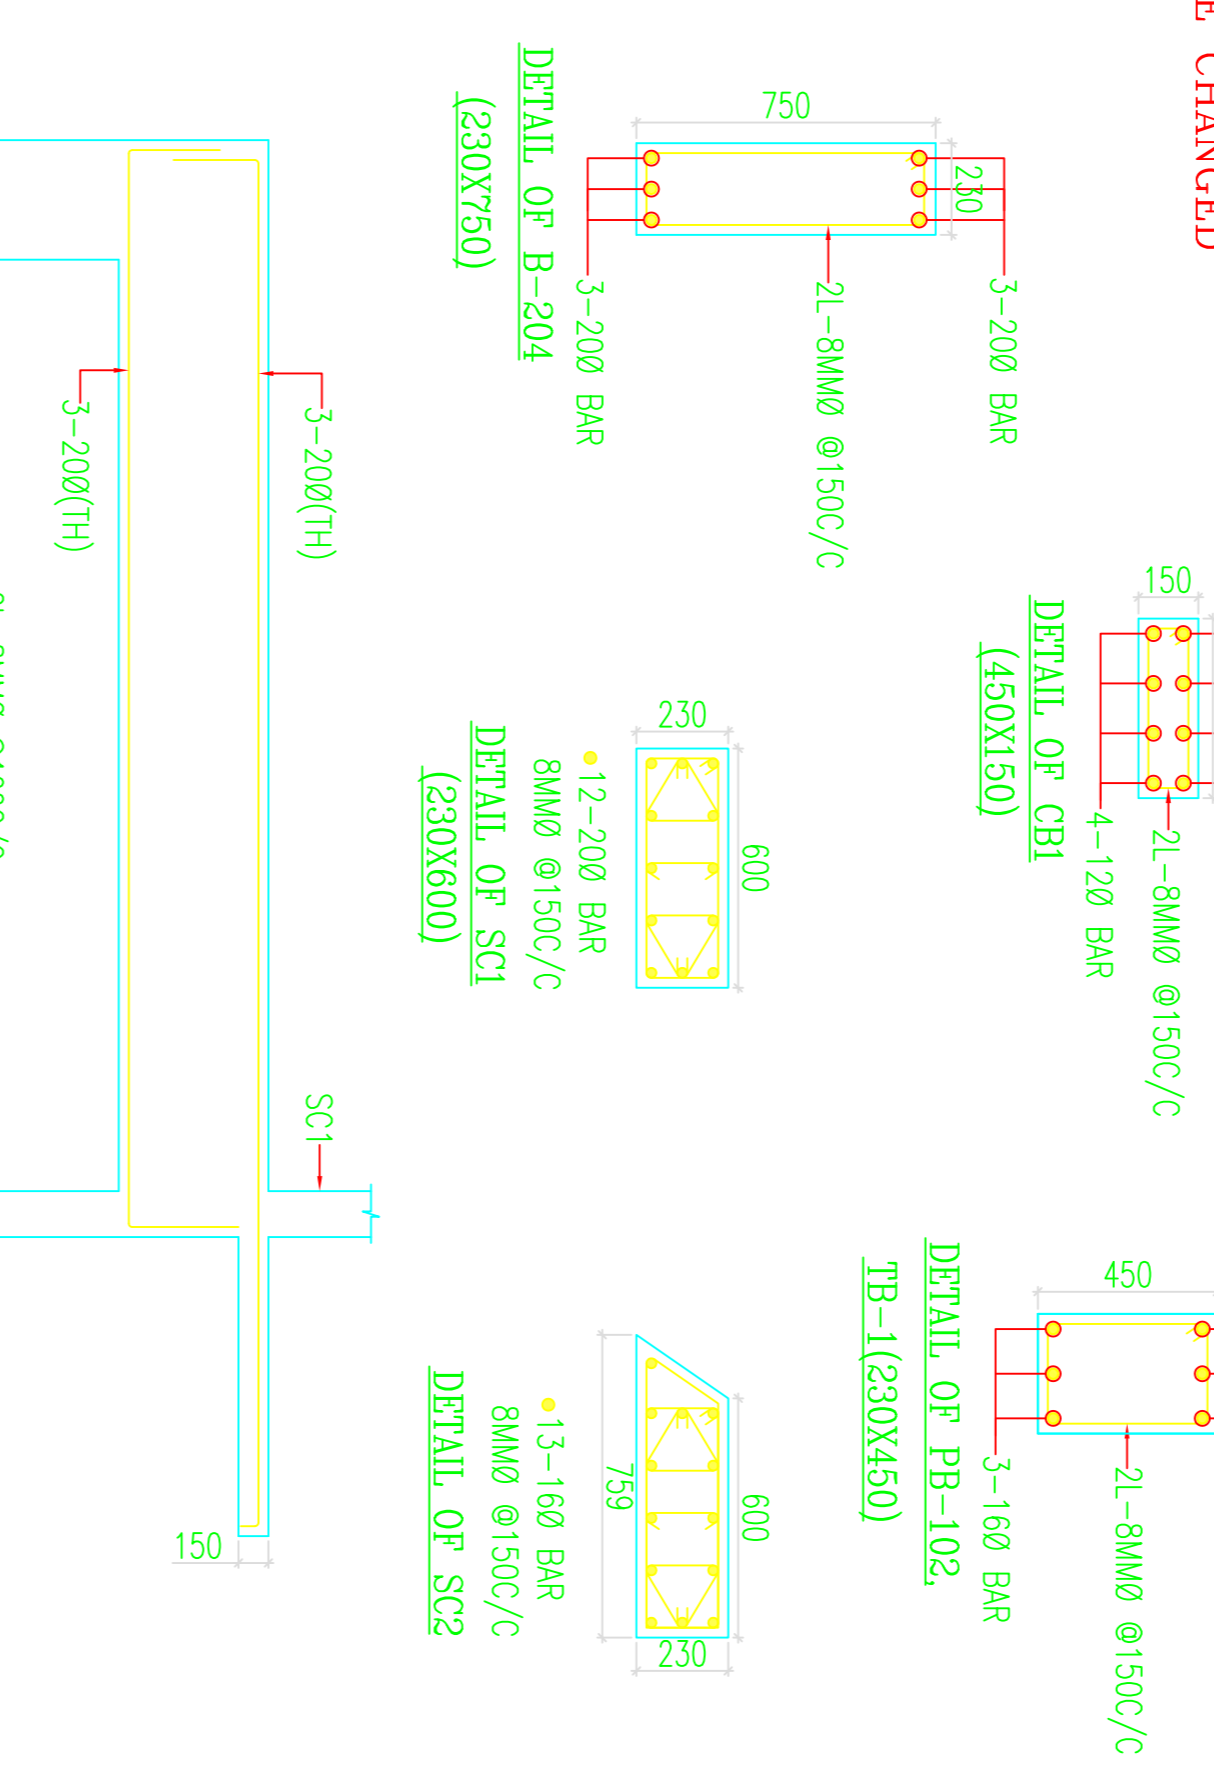 E CHANGED
750
230
3-20Ø BAR
2L-8MMØ @150C/C
3-20Ø BAR
DETAIL OF B-204
(230X750)
150
2L-8MMØ @150C/C
4-12Ø BAR
DETAIL OF CB1
(450X150)
450
2L-8MMØ @150C/C
3-16Ø BAR
DETAIL OF PB-102,
TB-1(230X450)
230
600
12-20Ø BAR
8MMØ @150C/C
DETAIL OF SC1
(230X600)
600
759
230
13-16Ø BAR
8MMØ @150C/C
DETAIL OF SC2
3-20Ø(TH)
3-20Ø(TH)
SC1
150